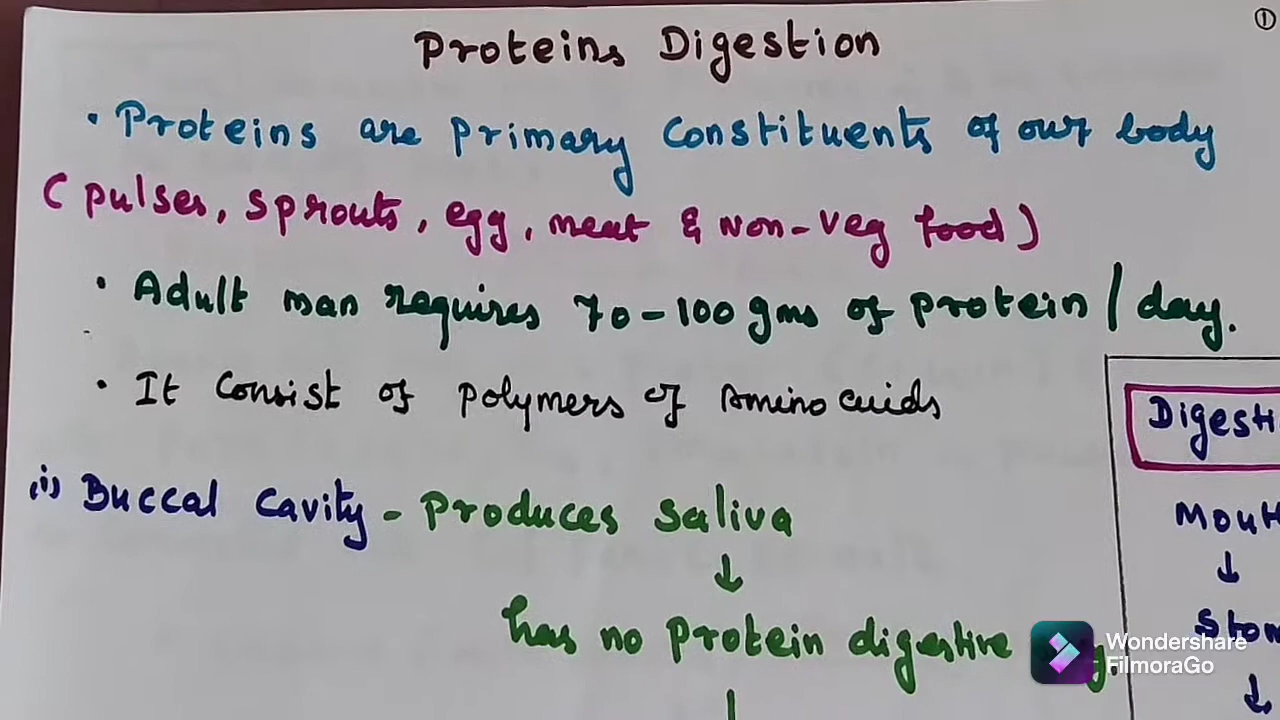 ①
Proteins Digestion
• Proteins are primary constituents of our body
( pulses, sprouts, egg, meat & Non-Veg food )
• Adult man requires 70-100 gms of protein / day.
• It consist of polymers of Amino acids
(i) Buccal cavity - produces saliva
↓
has no protein digestive
↓
Digesti
Mout
↓
Stom
↓
Wondershare
FilmoraGo